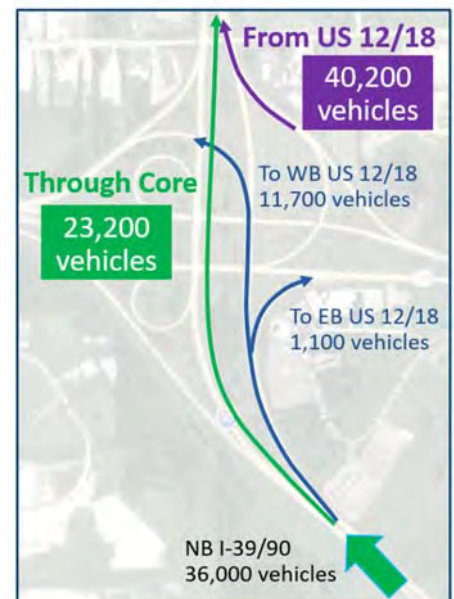 From US 12/18
40,200
vehicles
To WB US 12/18
11,700 vehicles
Through Core
23,200
vehicles
To EB US 12/18
1,100 vehicles
NB I-39/90
36,000 vehicles